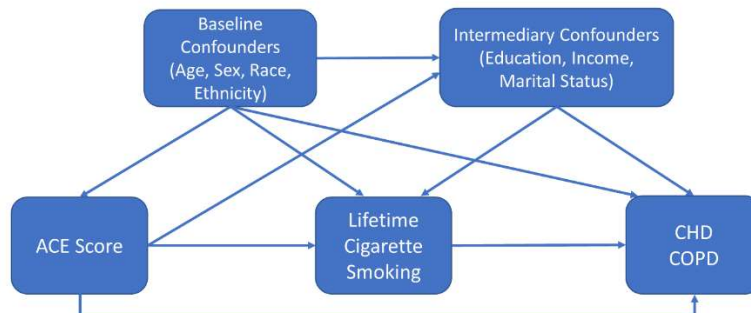 Baseline
Confounders
(Age, Sex, Race,
Ethnicity)
Intermediary Confounders
(Education, Income,
Marital Status)
ACE Score
Lifetime
Cigarette
Smoking
CHD
COPD